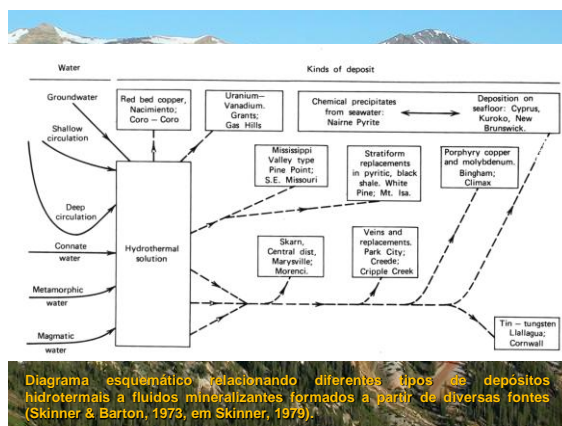 Water
Kinds of deposit
Groundwater
Shallow
circulation
Deep
circulation
Connate
water
Metamorphic
water
Magmatic
water
Hydrothermal
solution
Red bed copper,
Nacimiento;
Coro – Coro
Uranium–
Vanadium.
Grants;
Gas Hills
Chemical precipitates
from seawater:
Nairne Pyrite
Deposition on
seafloor: Cyprus,
Kuroko, New
Brunswick.
Mississippi
Valley type
Pine Point;
S.E. Missouri
Stratiform
replacements
in pyritic, black
shale. White
Pine; Mt. Isa.
Porphyry copper
and molybdenum.
Bingham;
Climax
Skarn,
Central dist,
Marysville;
Morenci.
Veins and
replacements.
Park City;
Creede;
Cripple Creek
Tin – tungsten
Llallagua;
Cornwall
Diagrama esquemático relacionando diferentes tipos de depósitos
hidrotermais a fluidos mineralizantes formados a partir de diversas fontes
(Skinner & Barton, 1973, em Skinner, 1979).